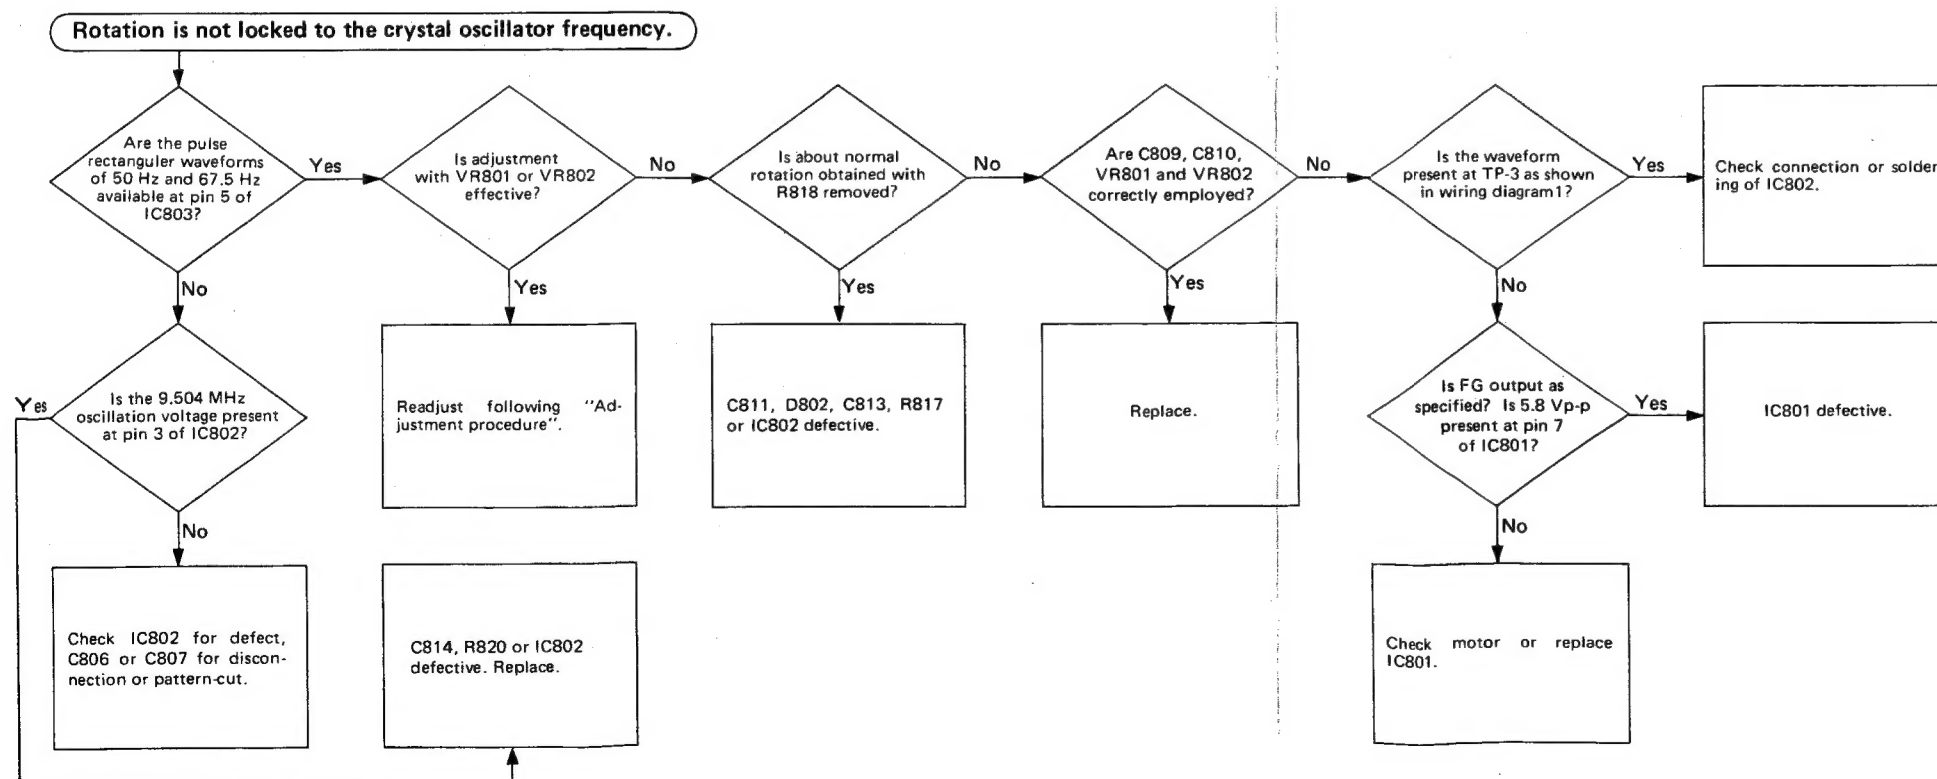 Rotation is not locked to the crystal oscillator frequency.
Are the pulse
rectanguler waveforms
of 50 Hz and 67.5 Hz
available at pin 5 of
IC803?
Yes
No
Is adjustment
with VR801 or VR802
effective?
No
Yes
Is about normal
rotation obtained with
R818 removed?
No
Yes
Are C809, C810,
VR801 and VR802
correctly employed?
No
Yes
Is the waveform
present at TP-3 as shown
in wiring diagram1?
Yes
No
Check connection or solder
ing of IC802.
Is the 9.504 MHz
oscillation voltage present
at pin 3 of IC802?
Yes
No
Readjust following "Ad-
justment procedure".
C811, D802, C813, R817
or IC802 defective.
Replace.
Is FG output as
specified? Is 5.8 Vp-p
present at pin 7
of IC801?
Yes
No
IC801 defective.
Check IC802 for defect,
C806 or C807 for discon-
nection or pattern-cut.
C814, R820 or IC802
defective. Replace.
Check motor or replace
IC801.